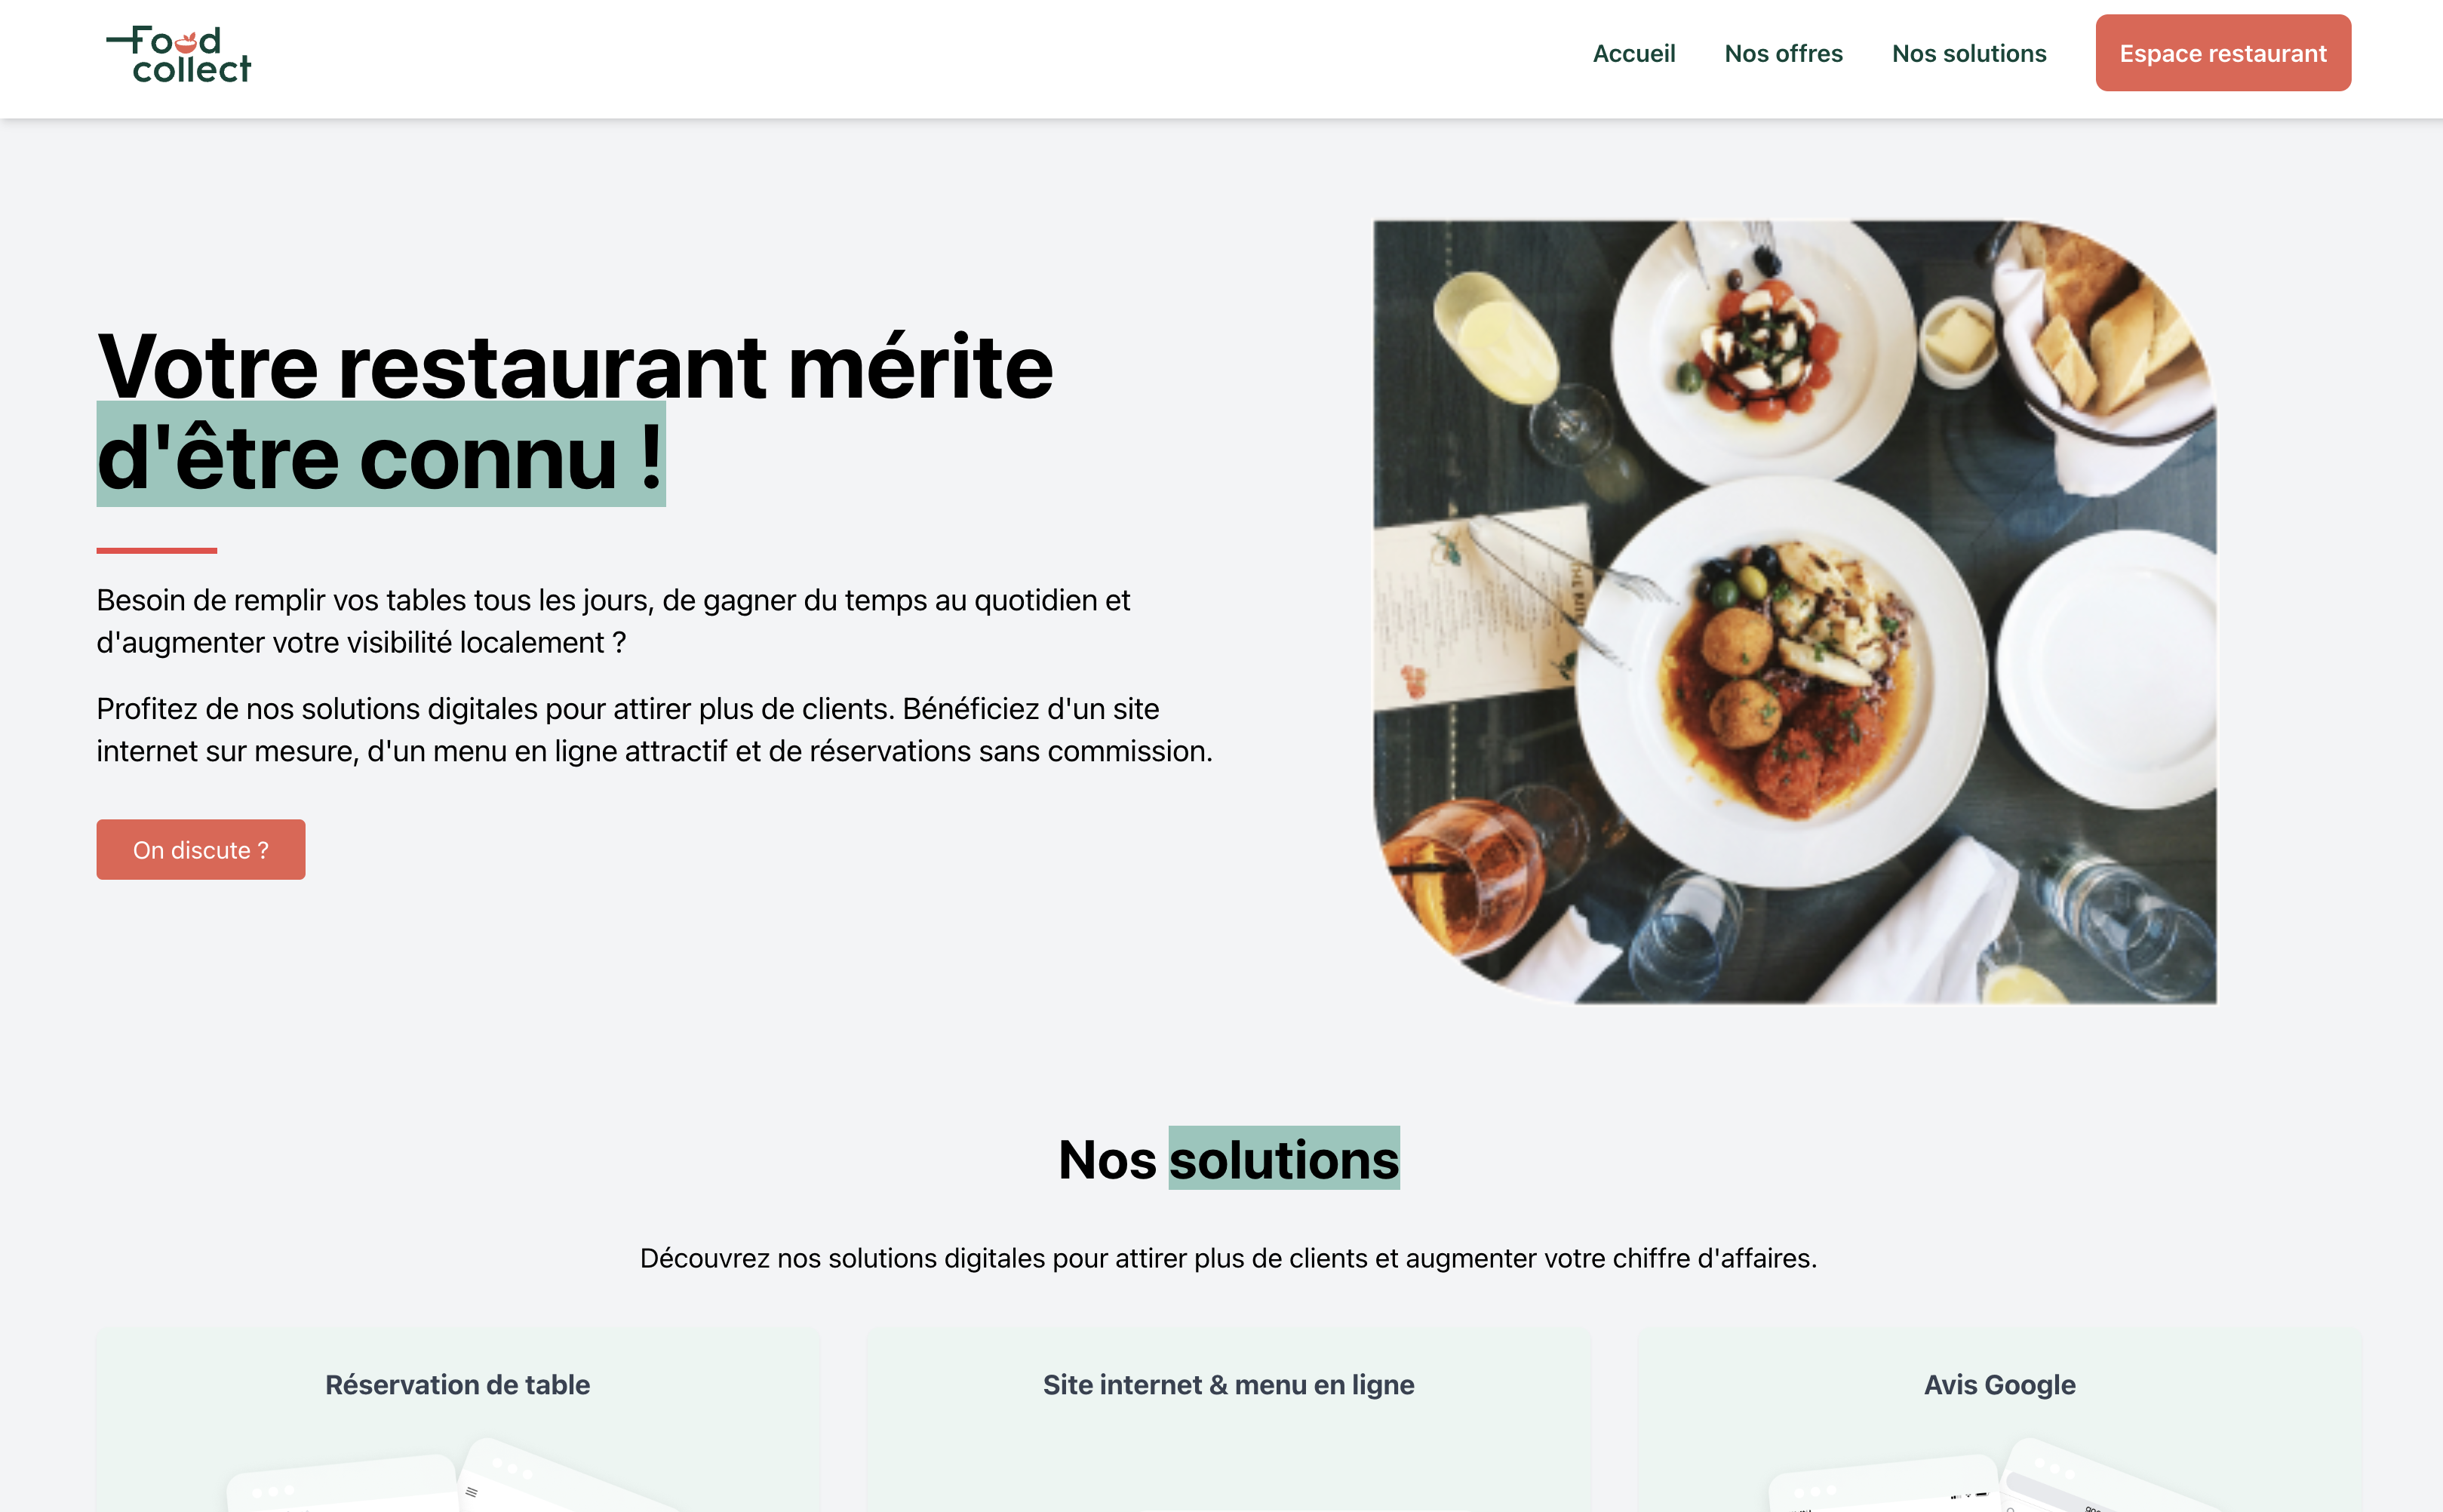 Food
collect
Accueil
Nos offres
Nos solutions
Espace restaurant
Votre restaurant mérite
d'être connu !
Besoin de remplir vos tables tous les jours, de gagner du temps au quotidien et
d'augmenter votre visibilité localement ?
Profitez de nos solutions digitales pour attirer plus de clients. Bénéficiez d'un site
internet sur mesure, d'un menu en ligne attractif et de réservations sans commission.
On discute ?
Nos solutions
Découvrez nos solutions digitales pour attirer plus de clients et augmenter votre chiffre d'affaires.
Réservation de table
Site internet & menu en ligne
Avis Google